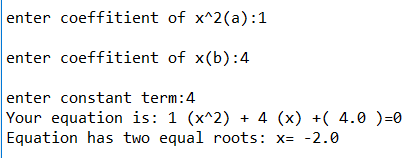 enter coeffitient of x^2(a):1
enter coeffitient of x(b):4
enter constant term:4
Your equation is: 1 (x^2) + 4 (x) +( 4.0 )=0
Equation has two equal roots: x= -2.0